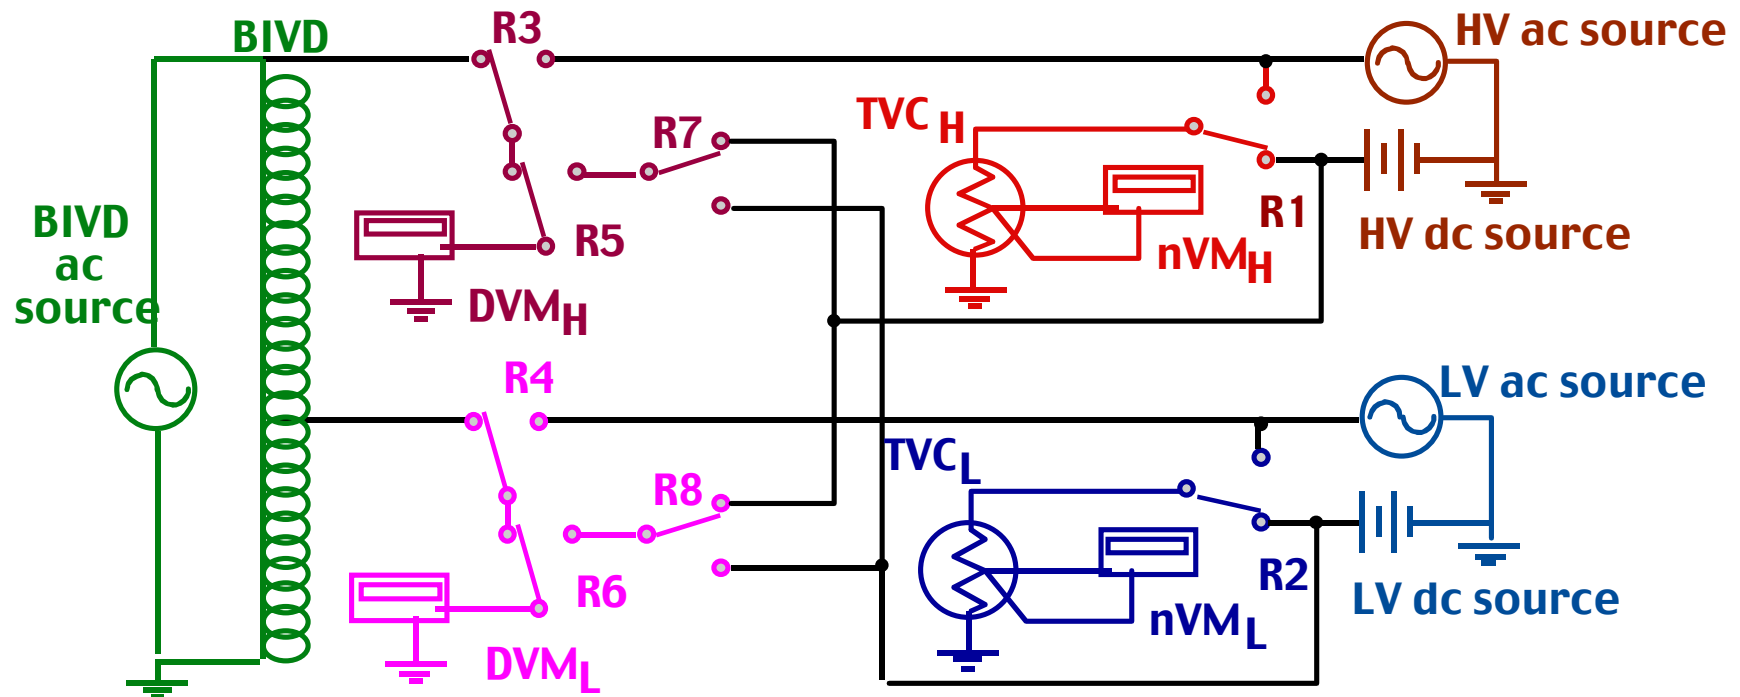 BIVD
R3
HV ac source
TVC H
R7
R1
BIVD
ac
source
R5
nVMH
HV dc source
DVMH
R4
LV ac source
TVCL
R8
R6
R2
LV dc source
nVML
DVML